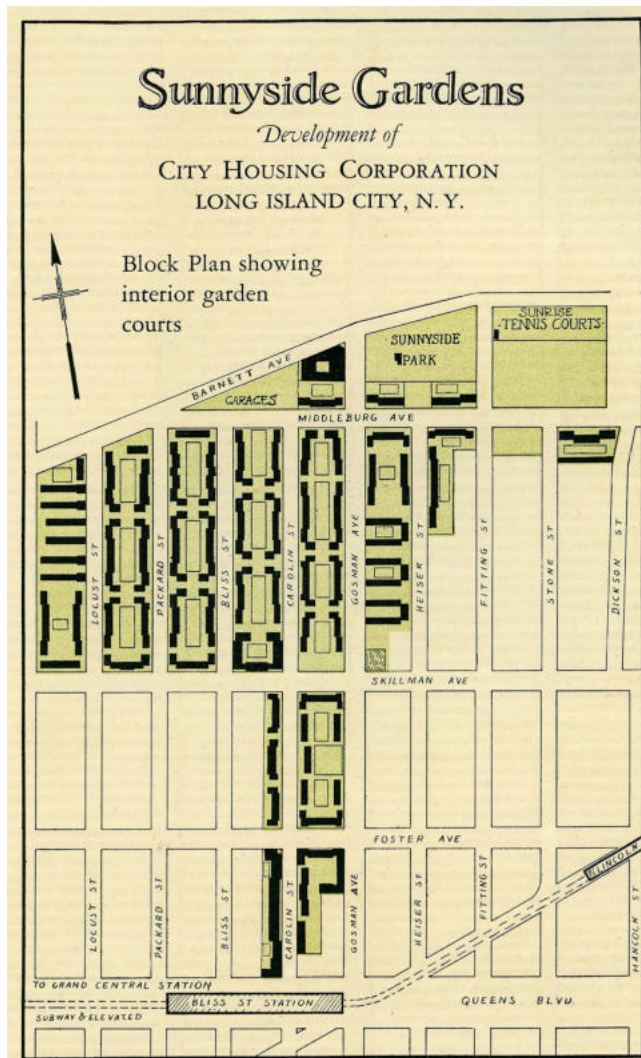 Sunnyside Gardens
Development of
CITY HOUSING CORPORATION
LONG ISLAND CITY, N. Y.
Block Plan showing
interior garden
courts
SUNRISE
·TENNIS COURTS·
·SUNNYSIDE
PARK
BARNETT AVE
GARAGES
MIDDLEBURG AVE
LOCUST ST
PACKARD ST
BLISS ST
CAROLIN ST
GOSMAN AVE
HEISER ST
FITTING ST
STONE ST
DICKSON ST
SKILLMAN AVE
FOSTER AVE
LINCOLN
LOCUST ST
PACKARD ST
BLISS ST
CAROLIN ST
GOSMAN AVE
HEISER ST
FITTING ST
HANCOCK ST
TO GRAND CENTRAL STATION
BLISS ST STATION
QUEENS BLVD.
SUBWAY & ELEVATED